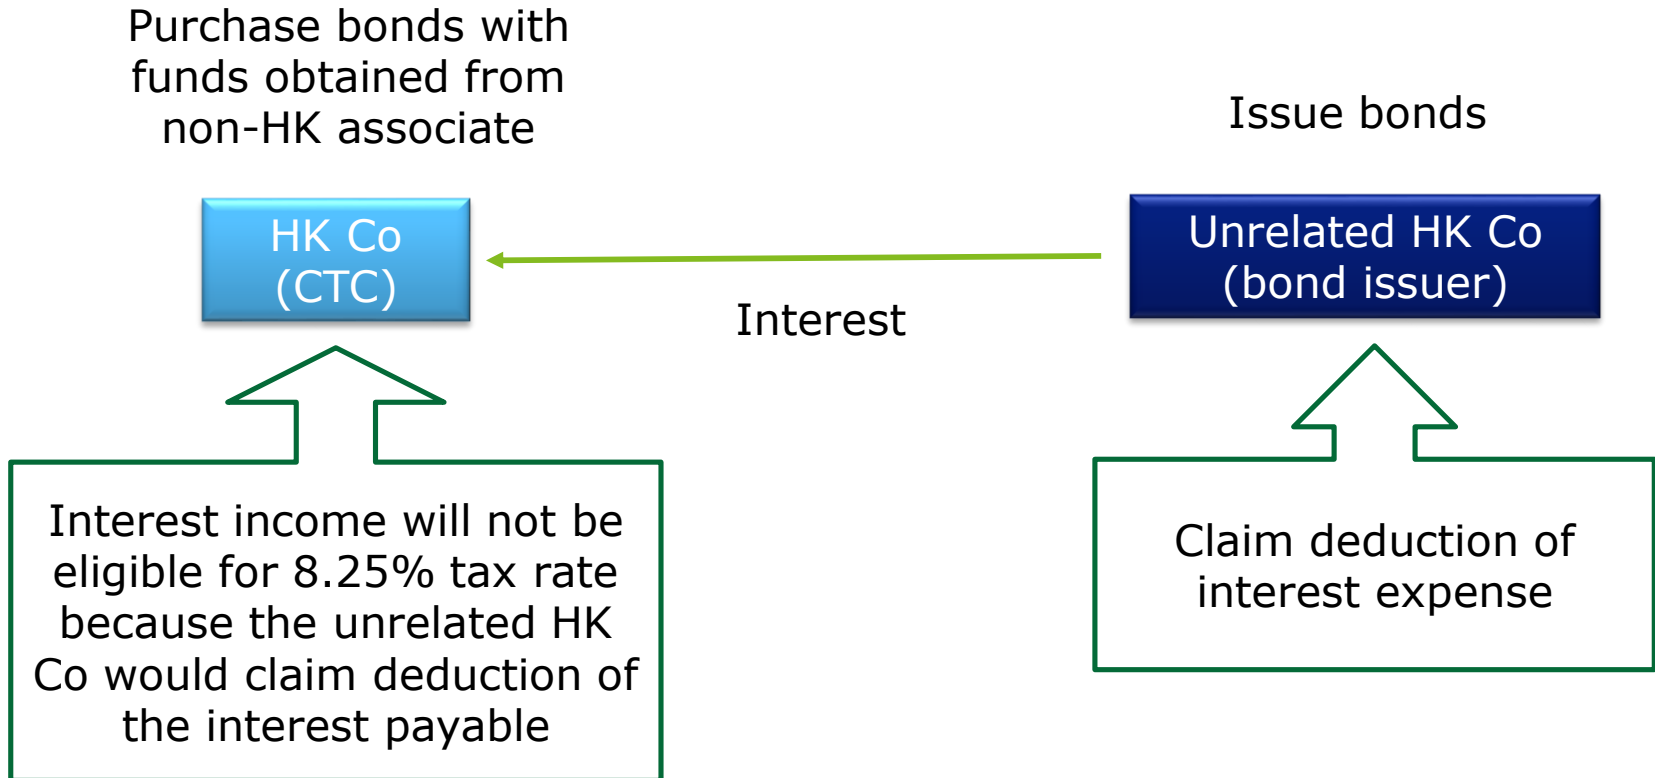 Purchase bonds with
funds obtained from
non-HK associate
Issue bonds
HK Co
(CTC)
Unrelated HK Co
(bond issuer)
Interest
Interest income will not be
eligible for 8.25% tax rate
because the unrelated HK
Co would claim deduction of
the interest payable
Claim deduction of
interest expense